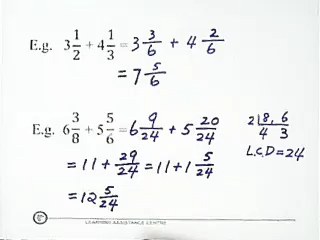 E.g. 3 1/2 + 4 1/3 = 3 3/6 + 4 2/6
= 7 5/6
E.g. 6 3/8 + 5 5/6 = 6 9/24 + 5 20/24
2 | 8, 6
4 3
L.C.D = 24
= 11 + 29/24 = 11 + 1 5/24
= 12 5/24
LEARNING ASSISTANCE CENTRE